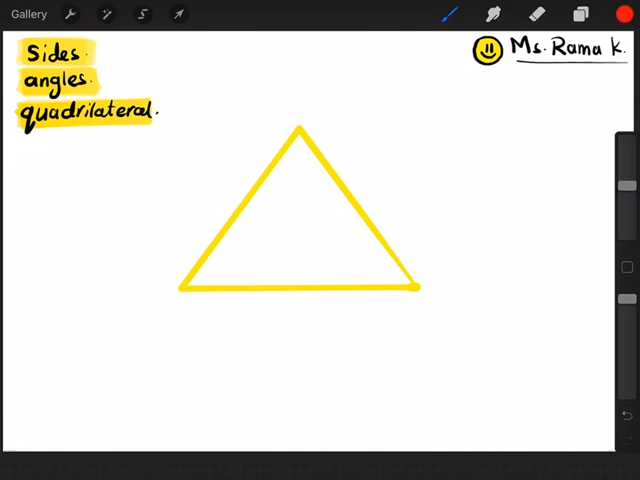 Gallery
Sides.
angles.
quadrilateral.
Ms. Rama K.